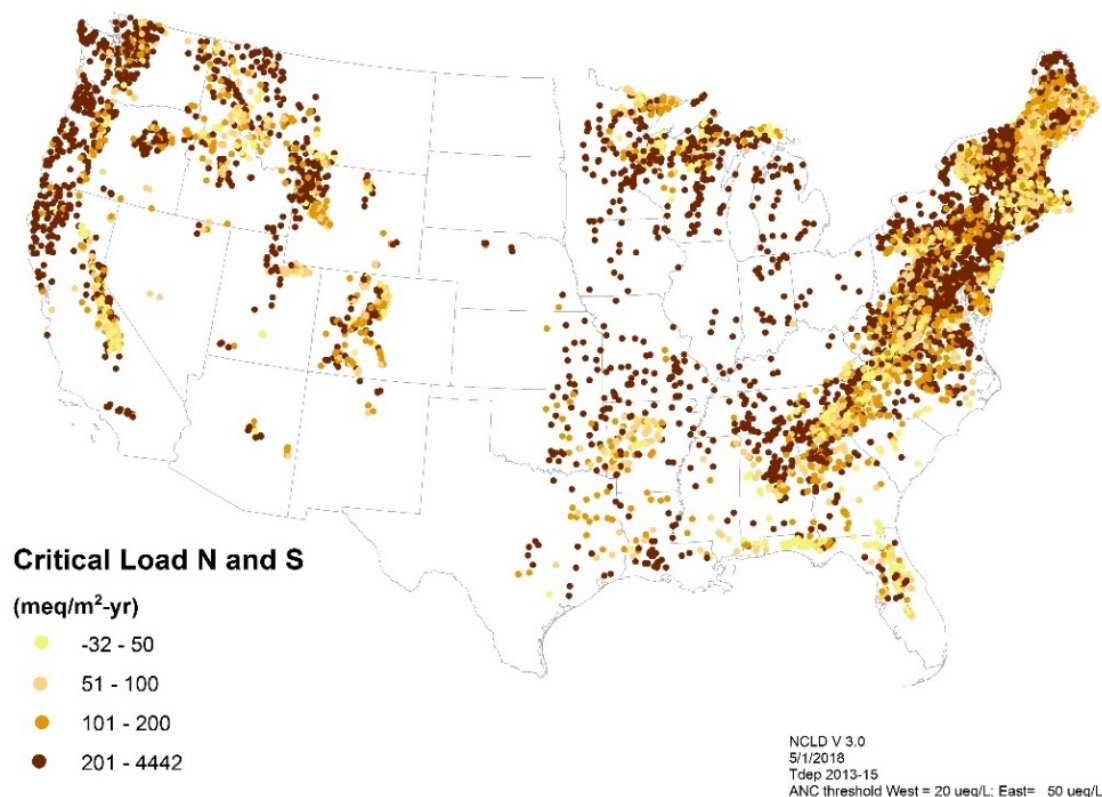 Critical Load N and S
(meq/m²-yr)
-32 - 50
51 - 100
101 - 200
201 - 4442
NCLD V 3.0
5/1/2018
Tdep 2013-15
ANC threshold West = 20 ueq/L; East= 50 ueq/L